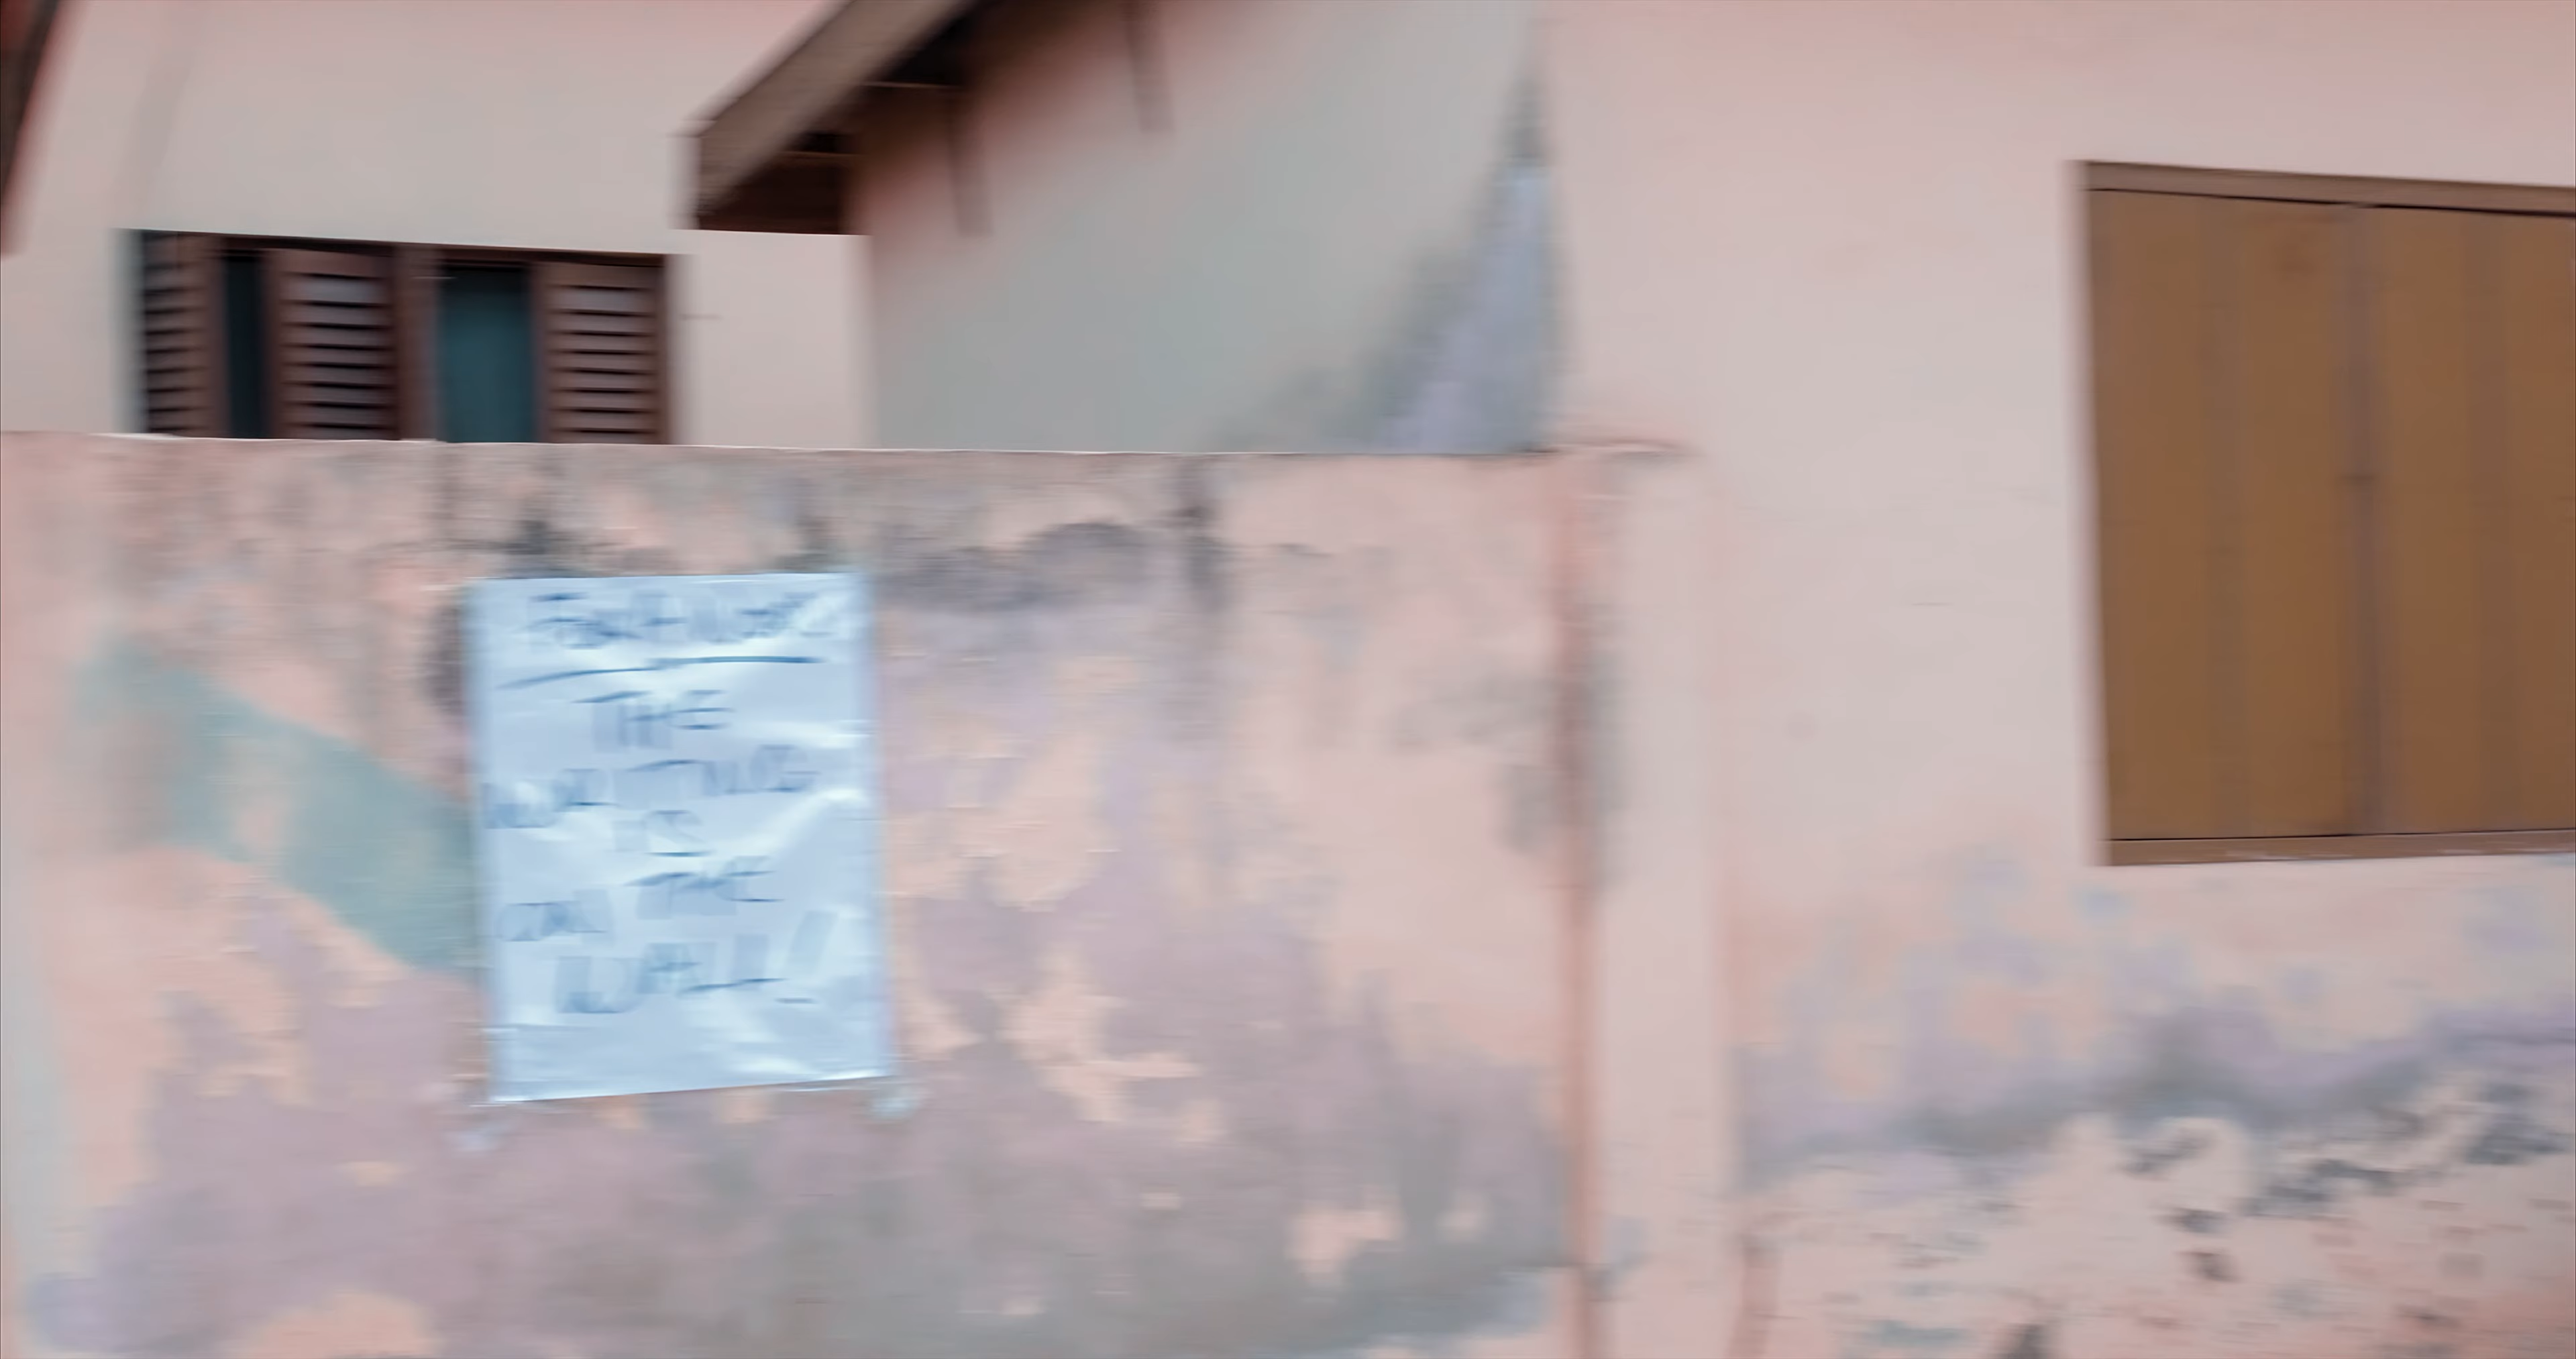 THE
WRITING
IS
THE
ON
WALL!